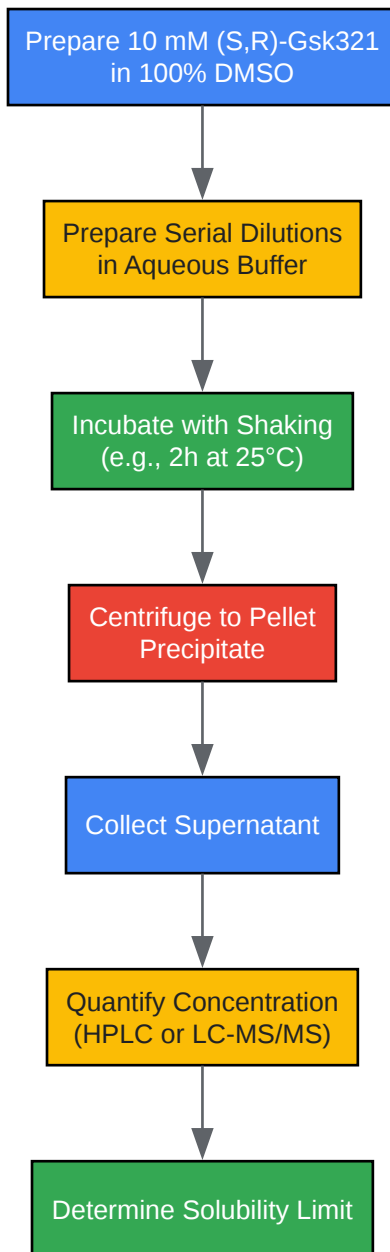 Prepare 10 mM (S,R)-Gsk321
in 100% DMSO
Prepare Serial Dilutions
in Aqueous Buffer
Incubate with Shaking
(e.g., 2h at 25°C)
Centrifuge to Pellet
Precipitate
Collect Supernatant
Quantify Concentration
(HPLC or LC-MS/MS)
Determine Solubility Limit